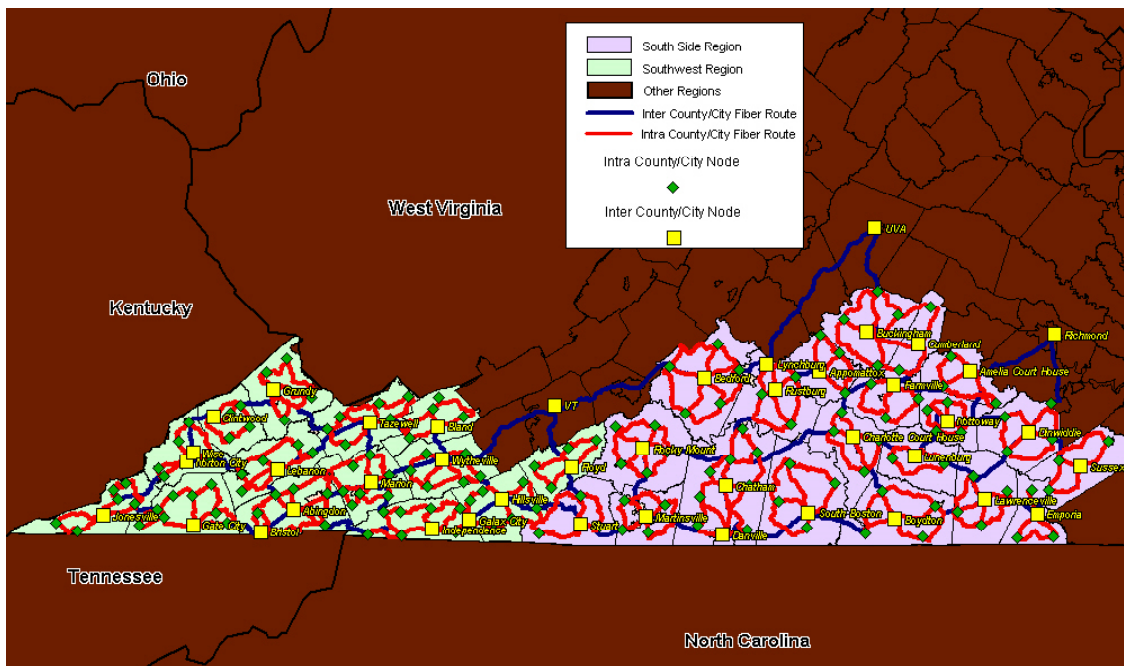 South Side Region
Southwest Region
Other Regions
Inter County/City Fiber Route
Intra County/City Fiber Route
Intra County/City Node
Inter County/City Node
Ohio
West Virginia
Kentucky
Tennessee
North Carolina
UVA
Richmond
Buckingham
Cumberland
Lynchburg
Appomattox
Amelia Court House
Bedford
Rustburg
Farmville
Grundy
VT
Clintwood
Tazewell
Bland
Nottoway
Dinwiddie
Charlotte Court House
Rocky Mount
Wise
Norton City
Lebanon
Wytheville
Floyd
Lunenburg
Sussex
Marion
Chatham
Hillsville
Lawrenceville
Jonesville
Gate City
Abingdon
Galax City
Stuart
Martinsville
South Boston
Boydton
Emporia
Bristol
Independence
Danville